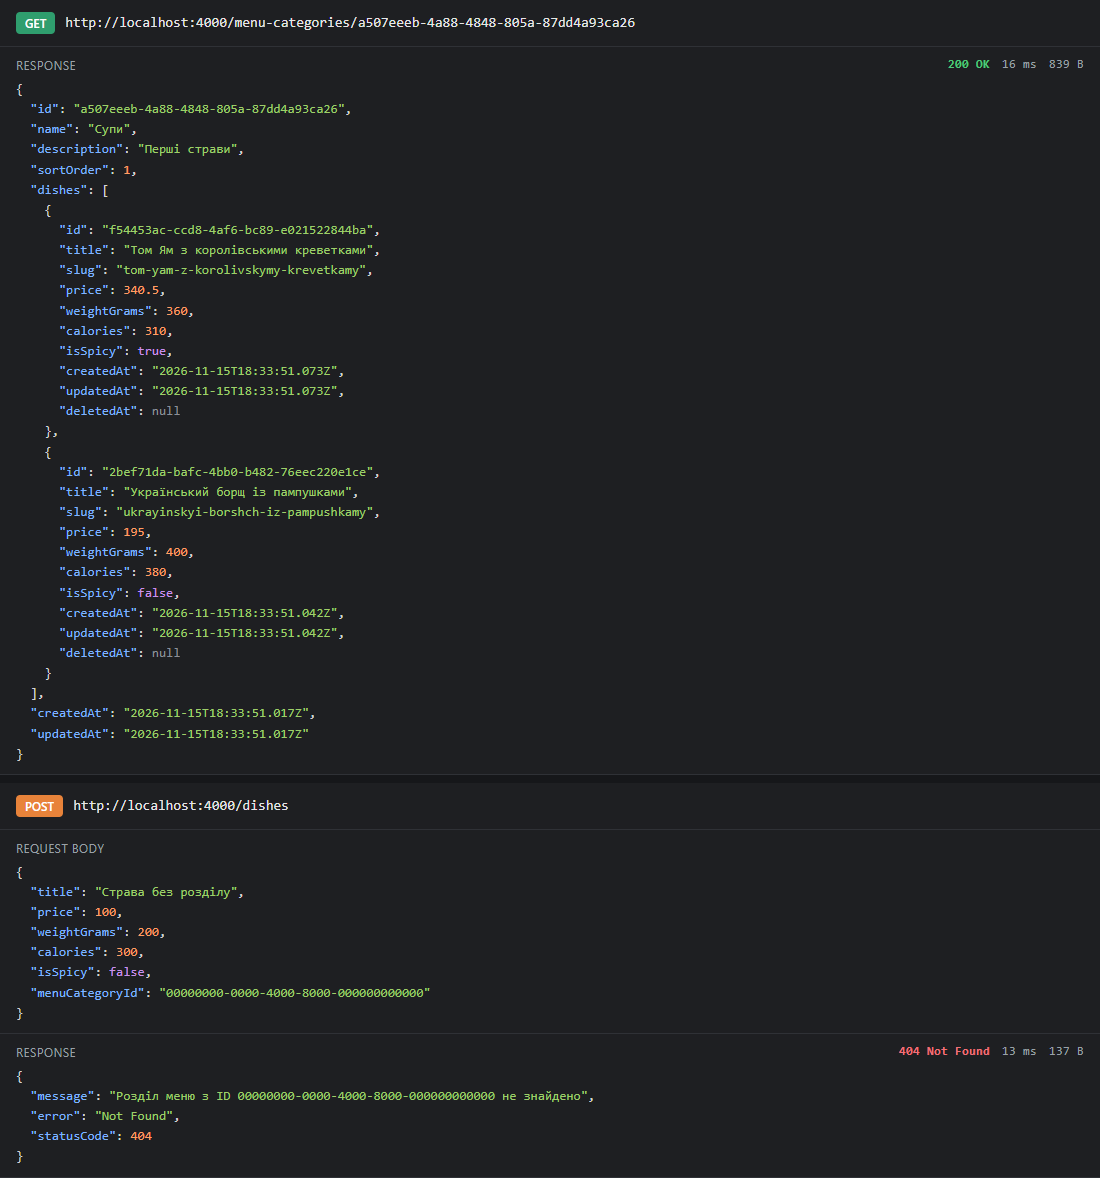 GET http://localhost:4000/menu-categories/a507eeeb-4a88-4848-805a-87dd4a93ca26
RESPONSE 200 OK 16 ms 839 B
{
  "id": "a507eeeb-4a88-4848-805a-87dd4a93ca26",
  "name": "Супи",
  "description": "Перші страви",
  "sortOrder": 1,
  "dishes": [
    {
      "id": "f54453ac-ccd8-4af6-bc89-e021522844ba",
      "title": "Том Ям з королівськими креветками",
      "slug": "tom-yam-z-korolivskymy-krevetkamy",
      "price": 340.5,
      "weightGrams": 360,
      "calories": 310,
      "isSpicy": true,
      "createdAt": "2026-11-15T18:33:51.073Z",
      "updatedAt": "2026-11-15T18:33:51.073Z",
      "deletedAt": null
    },
    {
      "id": "2bef71da-bafc-4bb0-b482-76eec220e1ce",
      "title": "Український борщ із пампушками",
      "slug": "ukrayinskyi-borshch-iz-pampushkamy",
      "price": 195,
      "weightGrams": 400,
      "calories": 380,
      "isSpicy": false,
      "createdAt": "2026-11-15T18:33:51.042Z",
      "updatedAt": "2026-11-15T18:33:51.042Z",
      "deletedAt": null
    }
  ],
  "createdAt": "2026-11-15T18:33:51.017Z",
  "updatedAt": "2026-11-15T18:33:51.017Z"
}
POST http://localhost:4000/dishes
REQUEST BODY
{
  "title": "Страва без розділу",
  "price": 100,
  "weightGrams": 200,
  "calories": 300,
  "isSpicy": false,
  "menuCategoryId": "00000000-0000-4000-8000-000000000000"
}
RESPONSE 404 Not Found 13 ms 137 B
{
  "message": "Розділ меню з ID 00000000-0000-4000-8000-000000000000 не знайдено",
  "error": "Not Found",
  "statusCode": 404
}